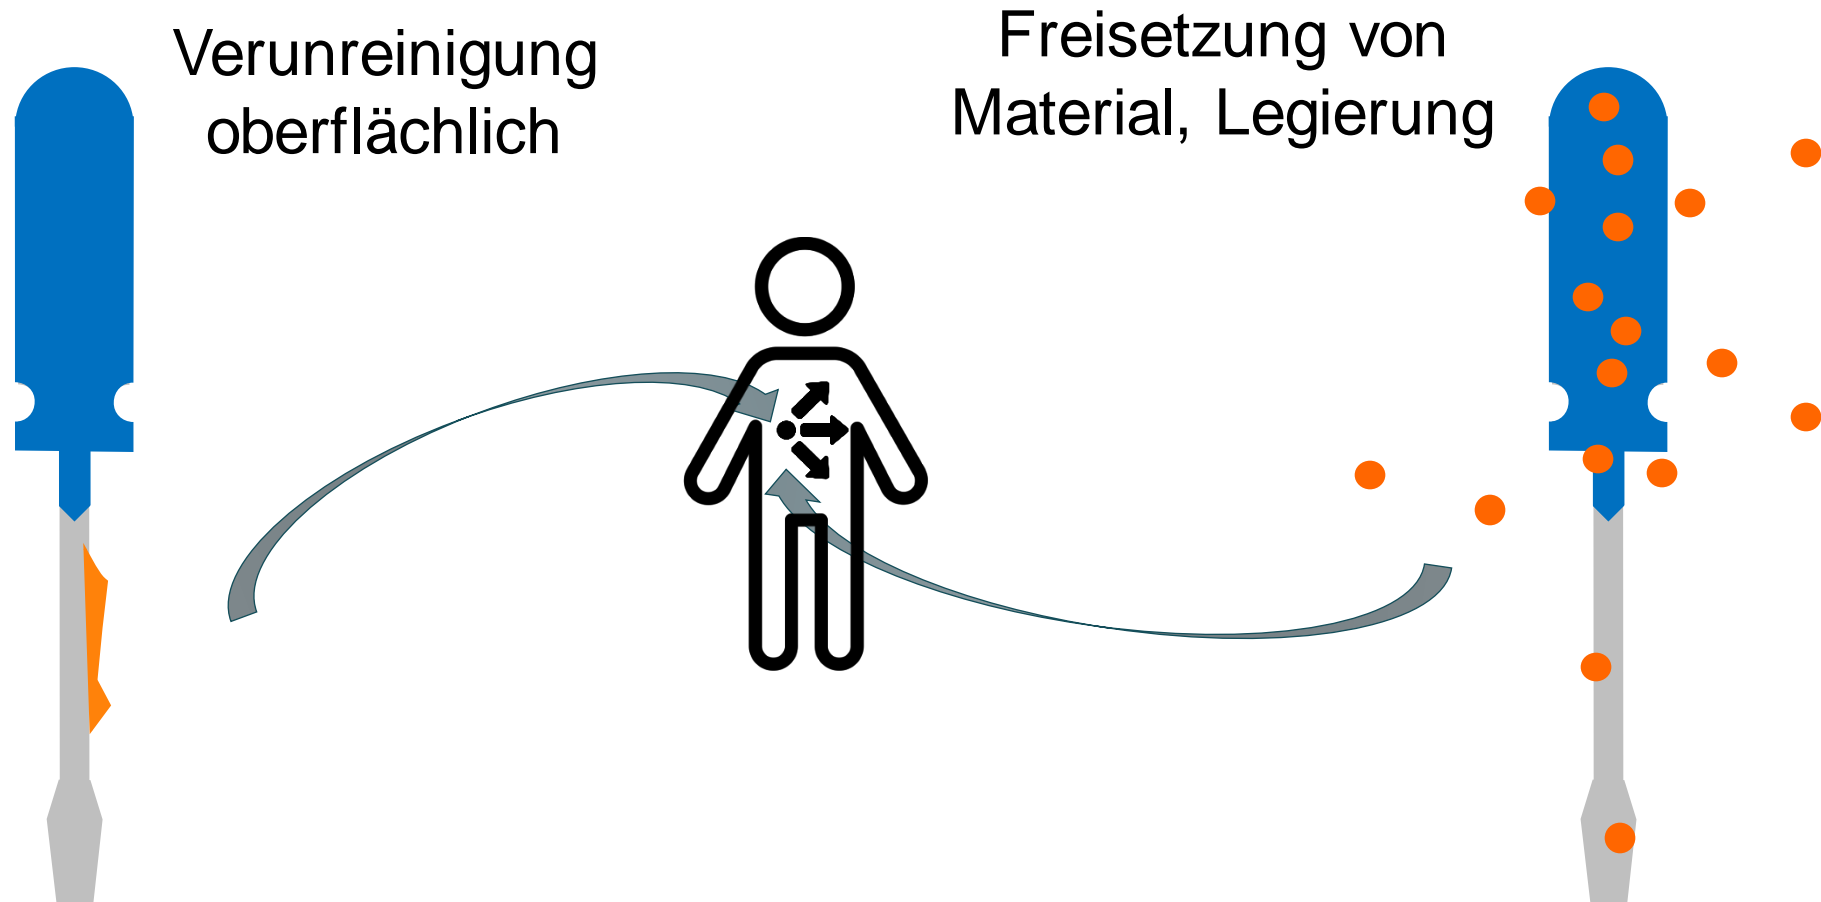 Verunreinigung
oberflächlich
Freisetzung von
Material, Legierung